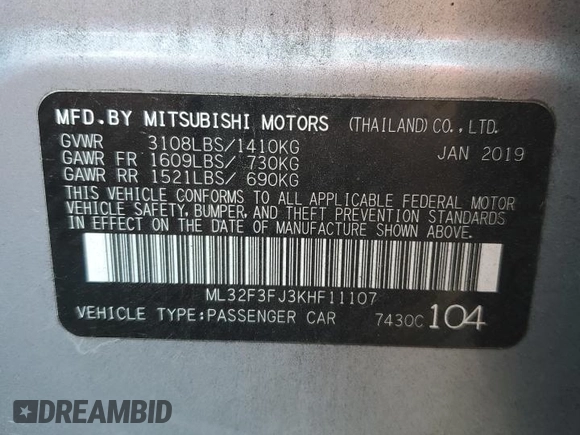 MFD.BY MITSUBISHI MOTORS (THAILAND) CO., LTD.
GVWR 3108LBS/1410KG JAN 2019
GAWR FR 1609LBS/ 730KG
GAWR RR 1521LBS/ 690KG
THIS VEHICLE CONFORMS TO ALL APPLICABLE FEDERAL MOTOR
VEHICLE SAFETY, BUMPER, AND THEFT PREVENTION STANDARDS
IN EFFECT ON THE DATE OF MANUFACTURE SHOWN ABOVE.
ML32F3FJ3KHF11107
VEHICLE TYPE:PASSENGER CAR 7430C 104
DREAMBID